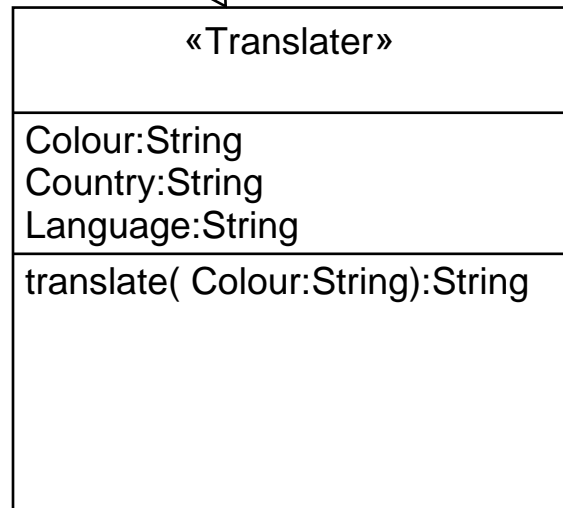 «Translater»
Colour:String
Country:String
Language:String
translate( Colour:String):String